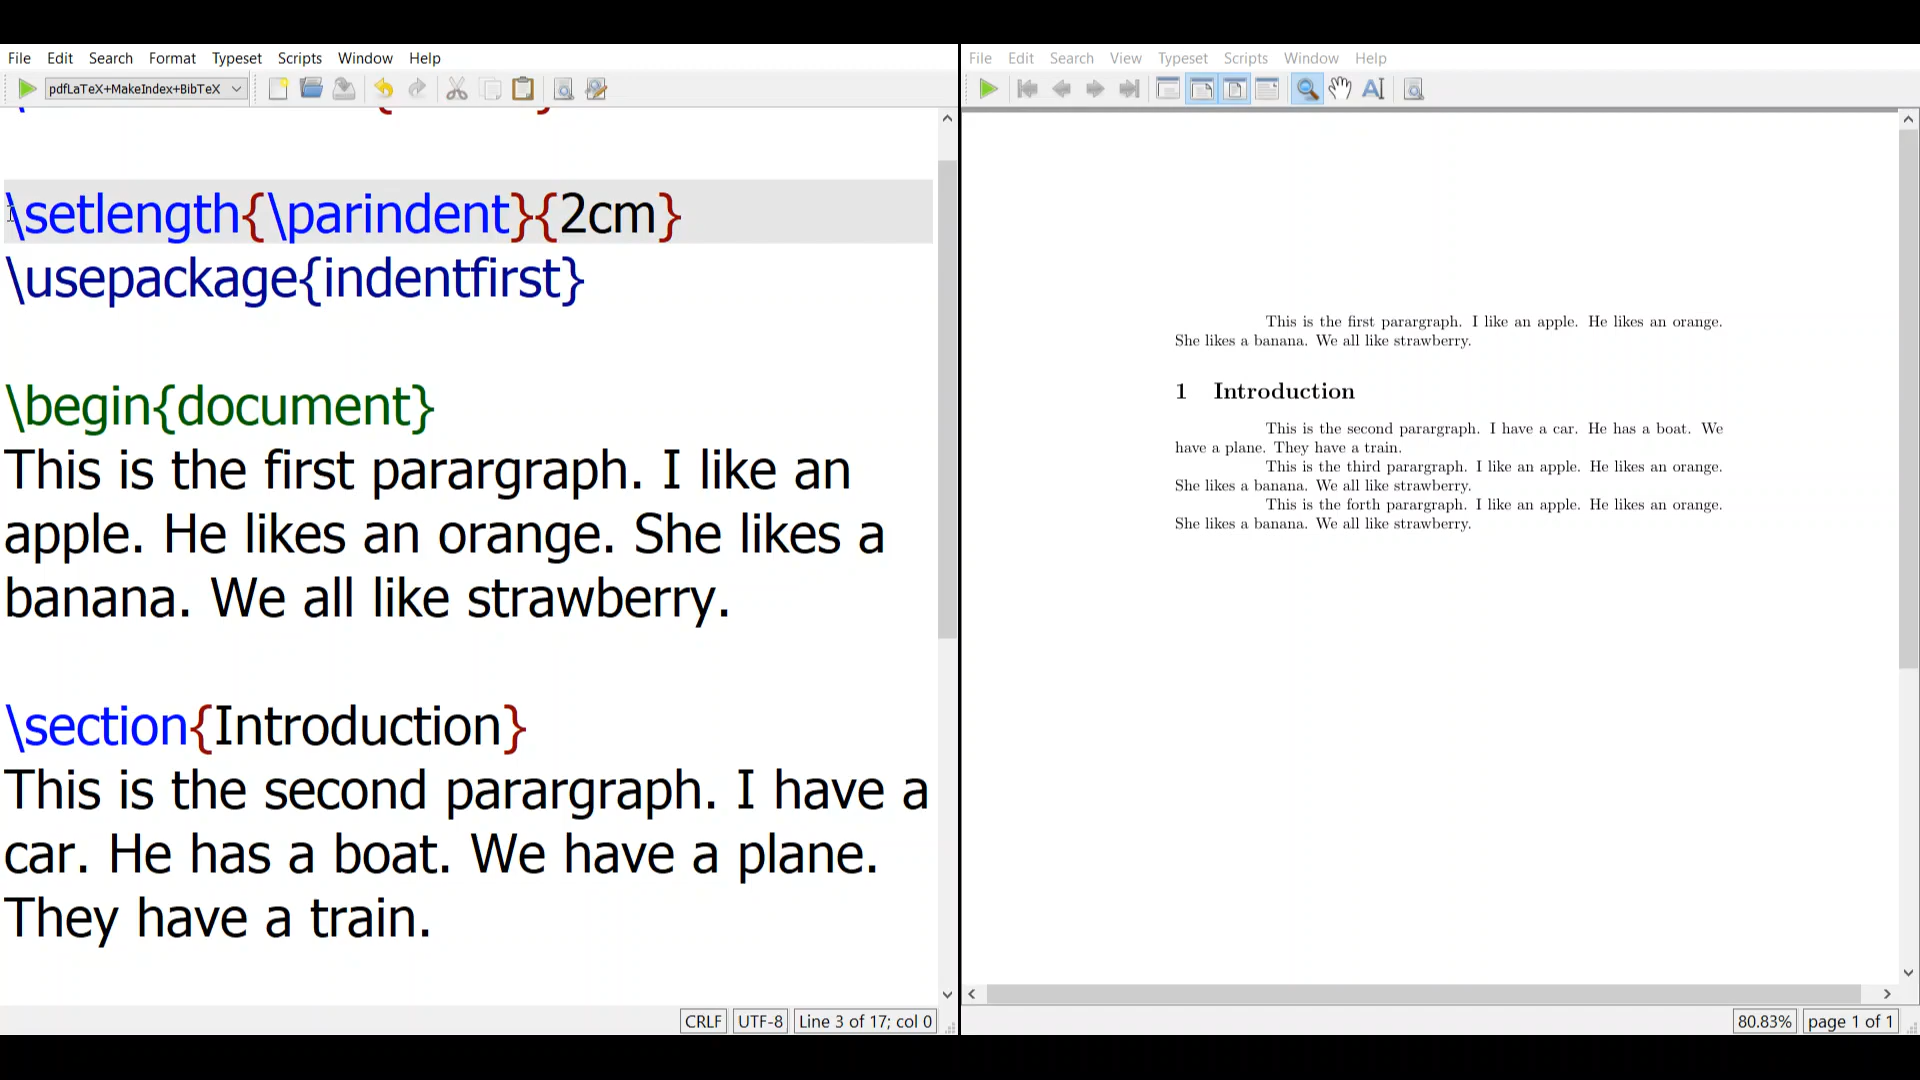 File Edit Search Format Typeset Scripts Window Help
pdfLaTeX+MakeIndex+BibTeX
\setlength{\parindent}{2cm}
\usepackage{indentfirst}
\begin{document}
This is the first parargraph. I like an
apple. He likes an orange. She likes a
banana. We all like strawberry.
\section{Introduction}
This is the second parargraph. I have a
car. He has a boat. We have a plane.
They have a train.
CRLF UTF-8 Line 3 of 17; col 0
File Edit Search View Typeset Scripts Window Help
This is the first parargraph. I like an apple. He likes an orange.
She likes a banana. We all like strawberry.
1 Introduction
This is the second parargraph. I have a car. He has a boat. We
have a plane. They have a train.
This is the third parargraph. I like an apple. He likes an orange.
She likes a banana. We all like strawberry.
This is the forth parargraph. I like an apple. He likes an orange.
She likes a banana. We all like strawberry.
80.83% page 1 of 1